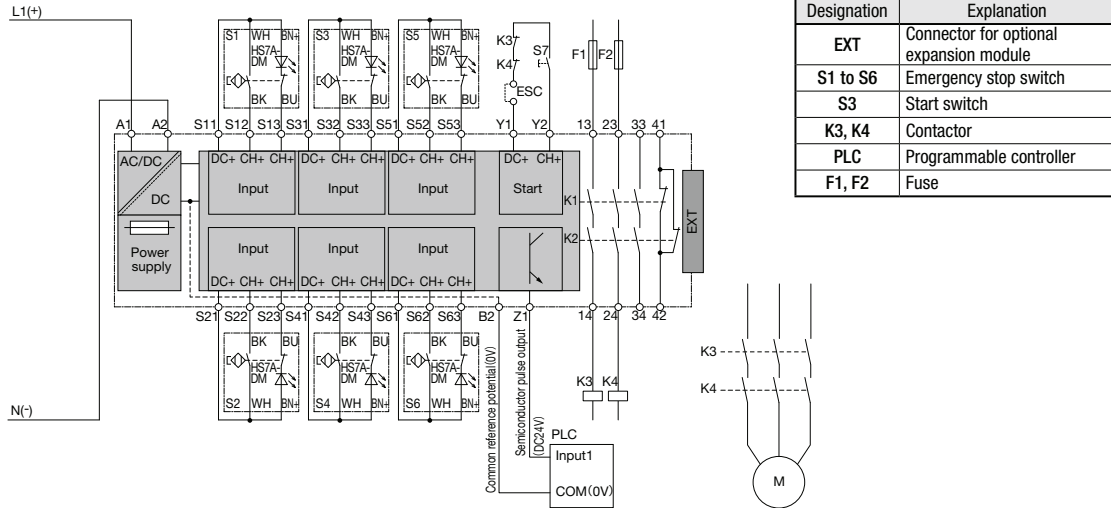 L1(+)
N(-)
S1 WH BN+
HS7A-
DM
BK BU
S3 WH BN+
HS7A-
DM
BK BU
S5 WH BN+
HS7A-
DM
BK BU
K3
K4
S7
ESC
F1 F2
A1 A2 S11 S12 S13 S31 S32 S33 S51 S52 S53 Y1 Y2 13 23 33 41
AC/DC
DC
Power
supply
DC+ CH+ CH+ DC+ CH+ CH+ DC+ CH+ CH+ DC+ CH+
Input Input Input Start
K1
K2
EXT
Input Input Input
DC+ CH+ CH+ DC+ CH+ CH+ DC+ CH+ CH+
S21 S22 S23 S41 S42 S43 S61 S62 S63 B2 Z1 14 24 34 42
BK BU
HS7A-
DM
S2 WH BN+
BK BU
HS7A-
DM
S4 WH BN+
BK BU
HS7A-
DM
S6 WH BN+
Common reference potential(0V)
Semiconductor pulse output
(DC24V)
K3 K4
PLC
Input1
COM(0V)
K3
K4
M
Designation Explanation
EXT Connector for optional
expansion module
S1 to S6 Emergency stop switch
S3 Start switch
K3, K4 Contactor
PLC Programmable controller
F1, F2 Fuse